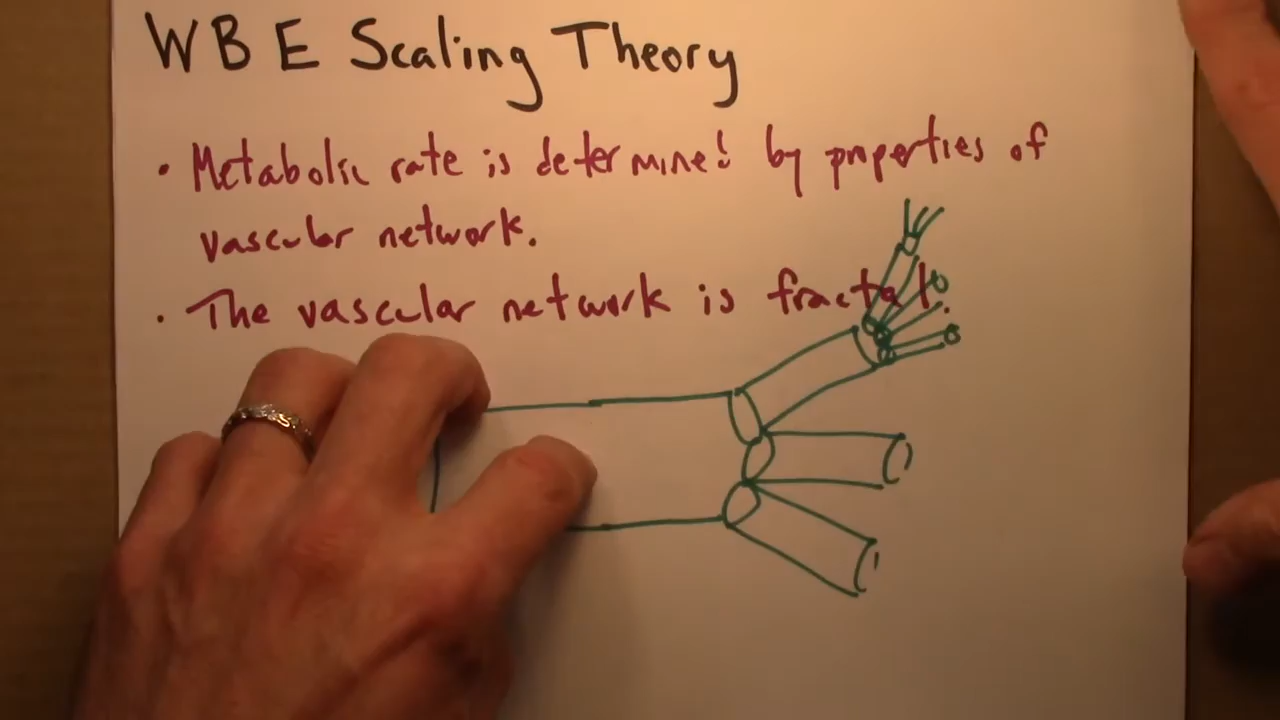 WBE Scaling Theory
• Metabolic rate is determined by properties of
vascular network.
• The vascular network is fractal.